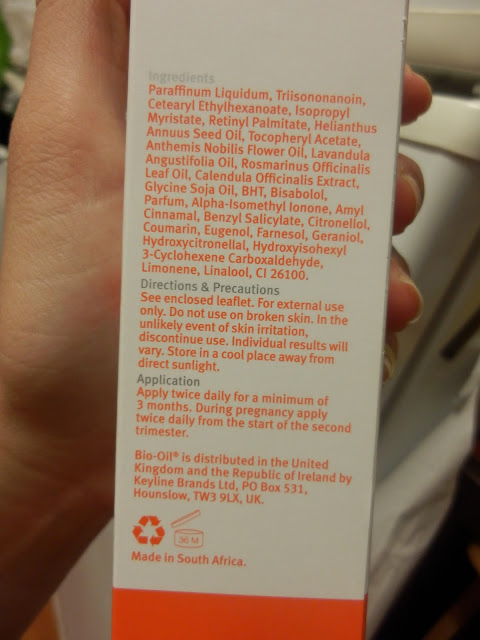 Ingredients
Paraffinum Liquidum, Triisononanoin,
Cetearyl Ethylhexanoate, Isopropyl
Myristate, Retinyl Palmitate, Helianthus
Annuus Seed Oil, Tocopheryl Acetate,
Anthemis Nobilis Flower Oil, Lavandula
Angustifolia Oil, Rosmarinus Officinalis
Leaf Oil, Calendula Officinalis Extract,
Glycine Soja Oil, BHT, Bisabolol,
Parfum, Alpha-Isomethyl Ionone, Amyl
Cinnamal, Benzyl Salicylate, Citronellol,
Coumarin, Eugenol, Farnesol, Geraniol,
Hydroxycitronellal, Hydroxyisohexyl
3-Cyclohexene Carboxaldehyde,
Limonene, Linalool, CI 26100.
Directions & Precautions
See enclosed leaflet. For external use
only. Do not use on broken skin. In the
unlikely event of skin irritation,
discontinue use. Individual results will
vary. Store in a cool place away from
direct sunlight.
Application
Apply twice daily for a minimum of
3 months. During pregnancy apply
twice daily from the start of the second
trimester.
Bio-Oil® is distributed in the United
Kingdom and the Republic of Ireland by
Keyline Brands Ltd, PO Box 531,
Hounslow, TW3 9LX, UK.
36 M
Made in South Africa.